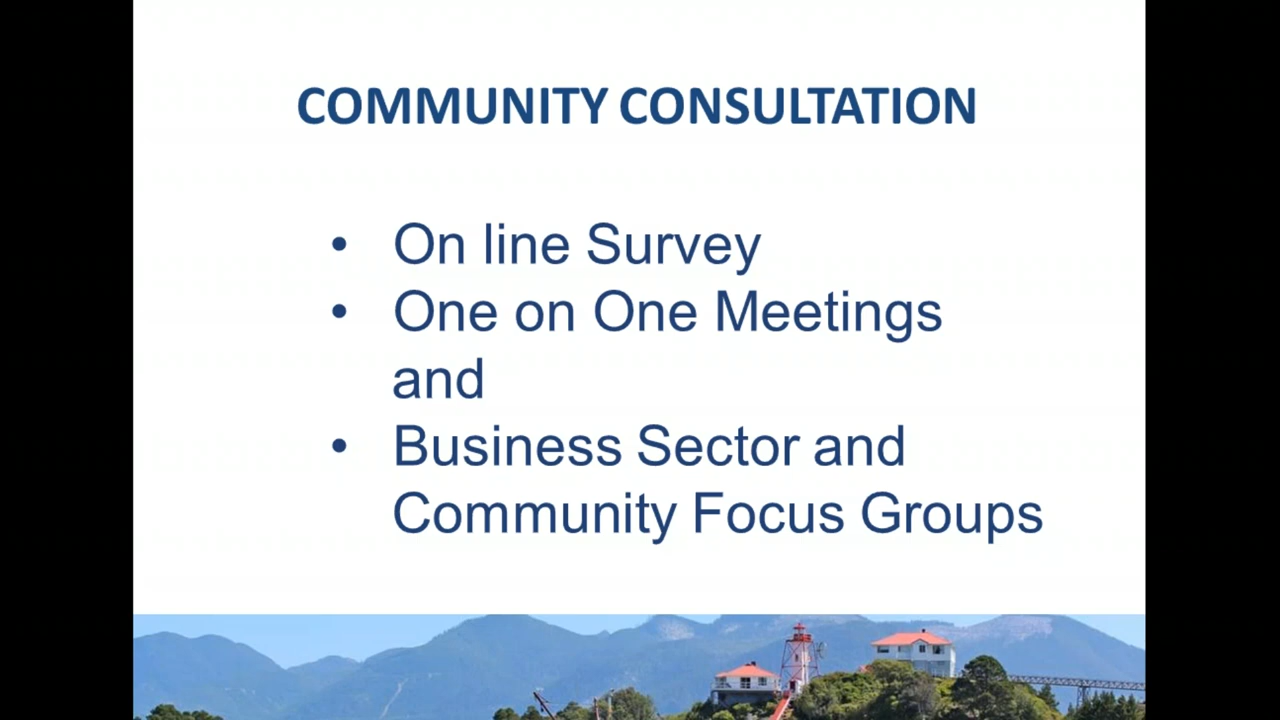 COMMUNITY CONSULTATION
• On line Survey
• One on One Meetings
and
• Business Sector and
Community Focus Groups